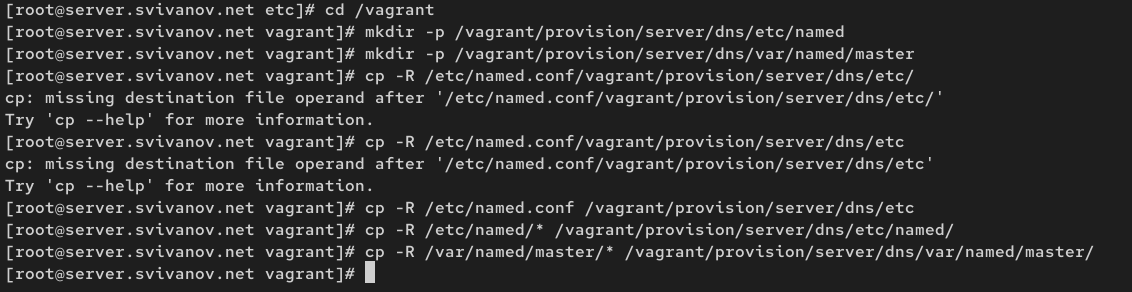 [root@server.svivanov.net etc]# cd /vagrant
[root@server.svivanov.net vagrant]# mkdir -p /vagrant/provision/server/dns/etc/named
[root@server.svivanov.net vagrant]# mkdir -p /vagrant/provision/server/dns/var/named/master
[root@server.svivanov.net vagrant]# cp -R /etc/named.conf/vagrant/provision/server/dns/etc/
cp: missing destination file operand after '/etc/named.conf/vagrant/provision/server/dns/etc/'
Try 'cp --help' for more information.
[root@server.svivanov.net vagrant]# cp -R /etc/named.conf/vagrant/provision/server/dns/etc
cp: missing destination file operand after '/etc/named.conf/vagrant/provision/server/dns/etc'
Try 'cp --help' for more information.
[root@server.svivanov.net vagrant]# cp -R /etc/named.conf /vagrant/provision/server/dns/etc
[root@server.svivanov.net vagrant]# cp -R /etc/named/* /vagrant/provision/server/dns/etc/named/
[root@server.svivanov.net vagrant]# cp -R /var/named/master/* /vagrant/provision/server/dns/var/named/master/
[root@server.svivanov.net vagrant]#